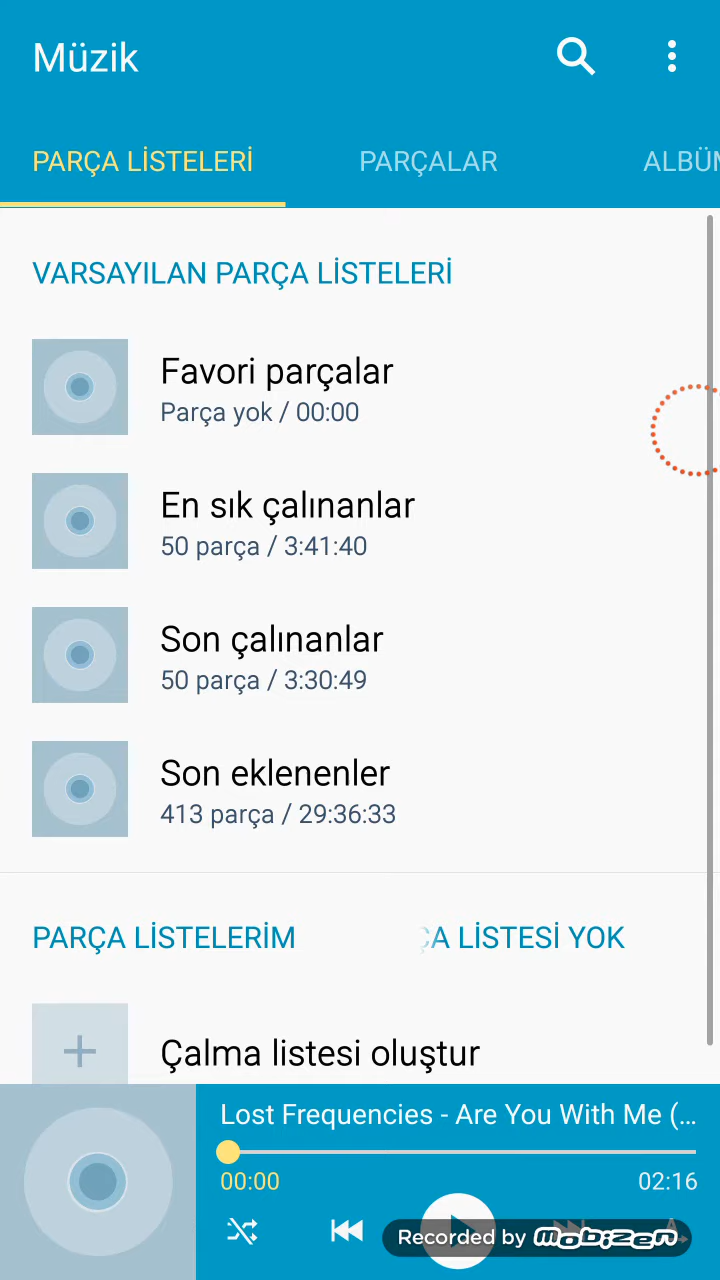 Müzik
PARÇA LİSTELERİ
PARÇALAR
ALBÜM
VARSAYILAN PARÇA LİSTELERİ
Favori parçalar
Parça yok / 00:00
En sık çalınanlar
50 parça / 3:41:40
Son çalınanlar
50 parça / 3:30:49
Son eklenenler
413 parça / 29:36:33
PARÇA LİSTELERİM
ÇA LİSTESİ YOK
Çalma listesi oluştur
Lost Frequencies - Are You With Me (...
00:00
02:16
Recorded by mobizen